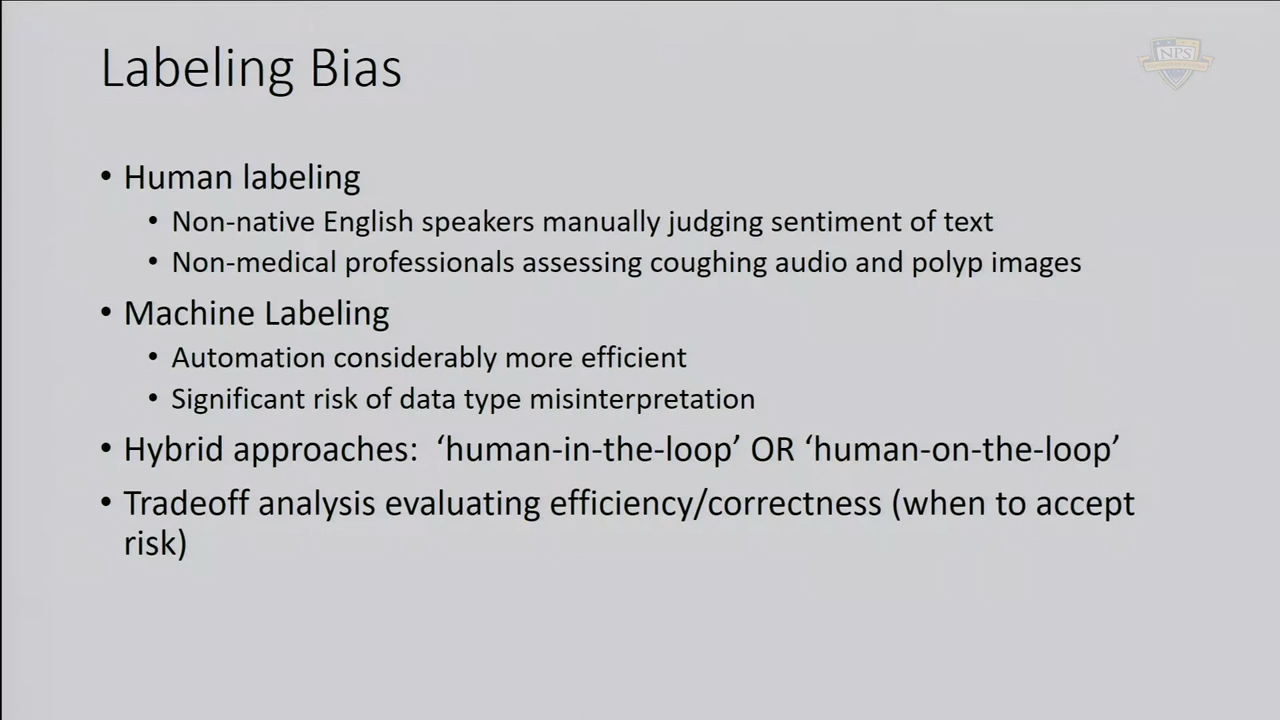 Labeling Bias
NPS
• Human labeling
• Non-native English speakers manually judging sentiment of text
• Non-medical professionals assessing coughing audio and polyp images
• Machine Labeling
• Automation considerably more efficient
• Significant risk of data type misinterpretation
• Hybrid approaches:  ‘human-in-the-loop’ OR ‘human-on-the-loop’
• Tradeoff analysis evaluating efficiency/correctness (when to accept
risk)